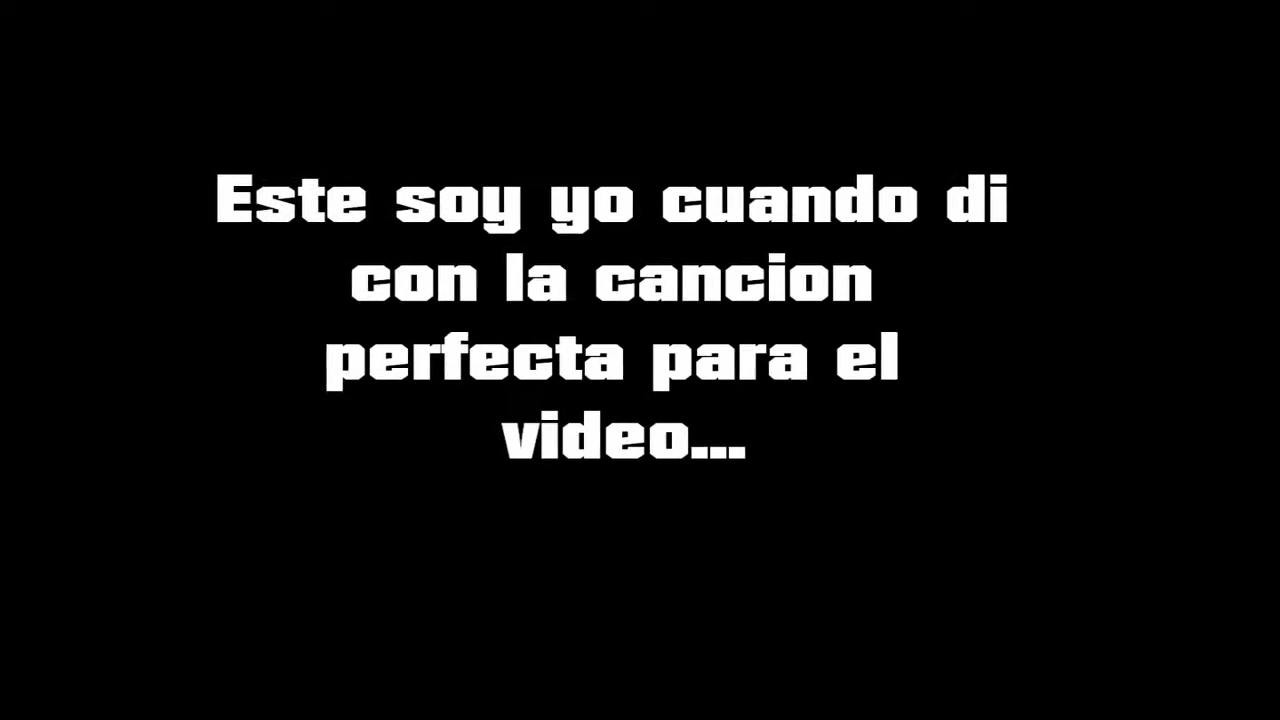 Este soy yo cuando di
con la cancion
perfecta para el
video...